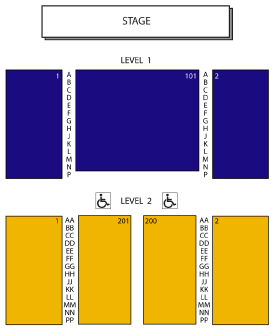 STAGE
LEVEL 1
1 A 101 A 2
B B
C C
D D
E E
F F
G G
H H
J J
K K
L L
M M
N N
P P
LEVEL 2
1 AA 201 200 AA 2
BB BB
CC CC
DD DD
EE EE
FF FF
GG GG
HH HH
JJ JJ
KK KK
LL LL
MM MM
NN NN
PP PP